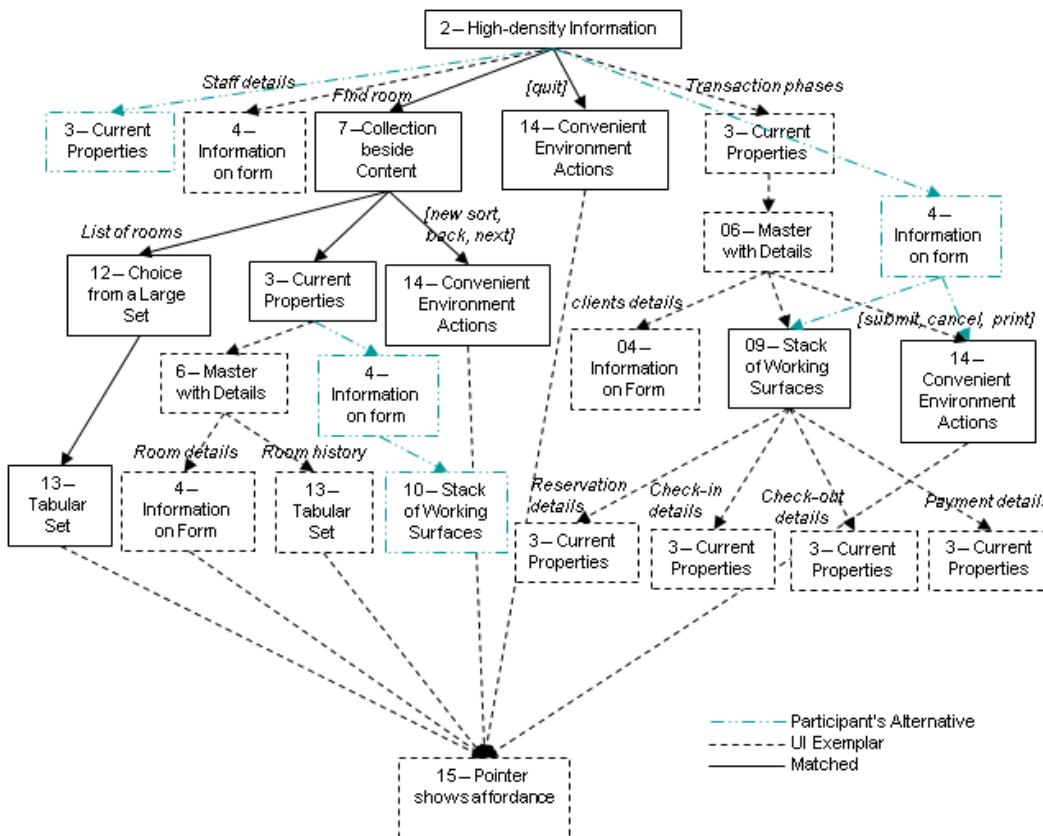 2 – High-density Information
Staff details
Find room
[quit]
Transaction phases
3 – Current
Properties
4 –
Information
on form
7 – Collection
beside
Content
14 – Convenient
Environment
Actions
3 – Current
Properties
List of rooms
[new sort,
back, next]
06 – Master
with Details
4 –
Information
on form
12 – Choice
from a Large
Set
3 – Current
Properties
14 – Convenient
Environment
Actions
clients details
[submit, cancel, print]
6 – Master
with Details
4 –
Information
on form
04 –
Information
on Form
09 – Stack
of Working
Surfaces
14 –
Convenient
Environment
Actions
Room details
Room history
13 –
Tabular
Set
4 –
Information
on Form
13 –
Tabular
Set
10 – Stack
of Working
Surfaces
Reservation
details
Check-in
details
Check-out
details
Payment details
3 – Current
Properties
3 – Current
Properties
3 – Current
Properties
3 – Current
Properties
Participant's Alternative
UI Exemplar
Matched
15 – Pointer
shows affordance